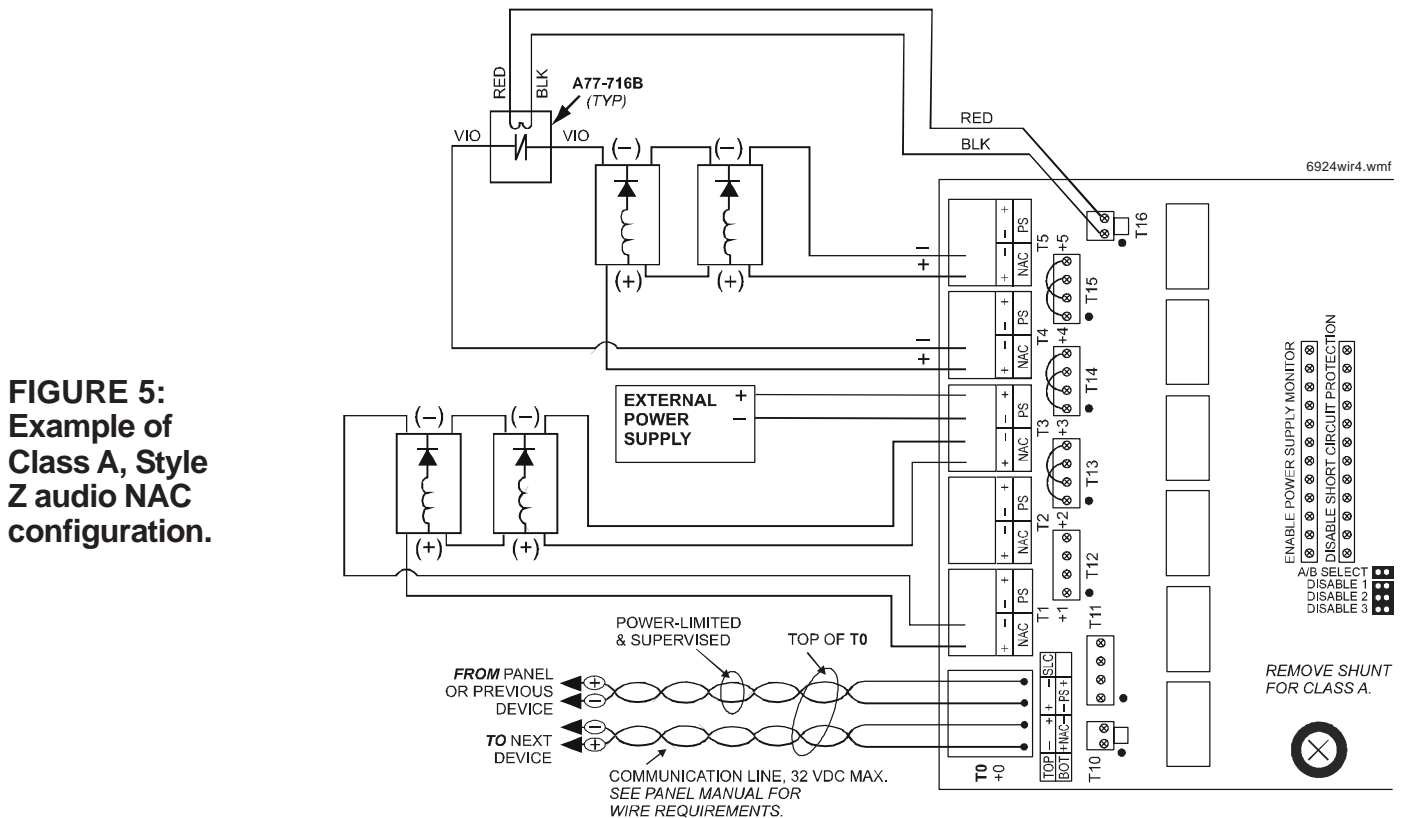 RED
BLK
A77-716B
(TYP)
VIO
VIO
RED
BLK
6924wir4.wmf
(–)
(–)
(+)
(+)
–
+
–
+
EXTERNAL
POWER
SUPPLY
+
–
(–)
(–)
(+)
(+)
FIGURE 5:
Example of
Class A, Style
Z audio NAC
configuration.
+ – PS
+ – NAC
T5
+5
+ – PS
+ – NAC
T4
+4
+ – PS
+ – NAC
T3
+3
+ – PS
+ – NAC
T2
+2
+ – PS
+ – NAC
T1
+1
T16
T15
T14
T13
T12
T11
T10
ENABLE POWER SUPPLY MONITOR
DISABLE SHORT CIRCUIT PROTECTION
A/B SELECT
DISABLE 1
DISABLE 2
DISABLE 3
REMOVE SHUNT
FOR CLASS A.
POWER-LIMITED
& SUPERVISED
TOP OF T0
FROM PANEL
OR PREVIOUS
DEVICE
+
–
–
+
TO NEXT
DEVICE
COMMUNICATION LINE, 32 VDC MAX.
SEE PANEL MANUAL FOR
WIRE REQUIREMENTS.
T0
+0
TOP – + + – SLC
BOT +NAC– – PS +